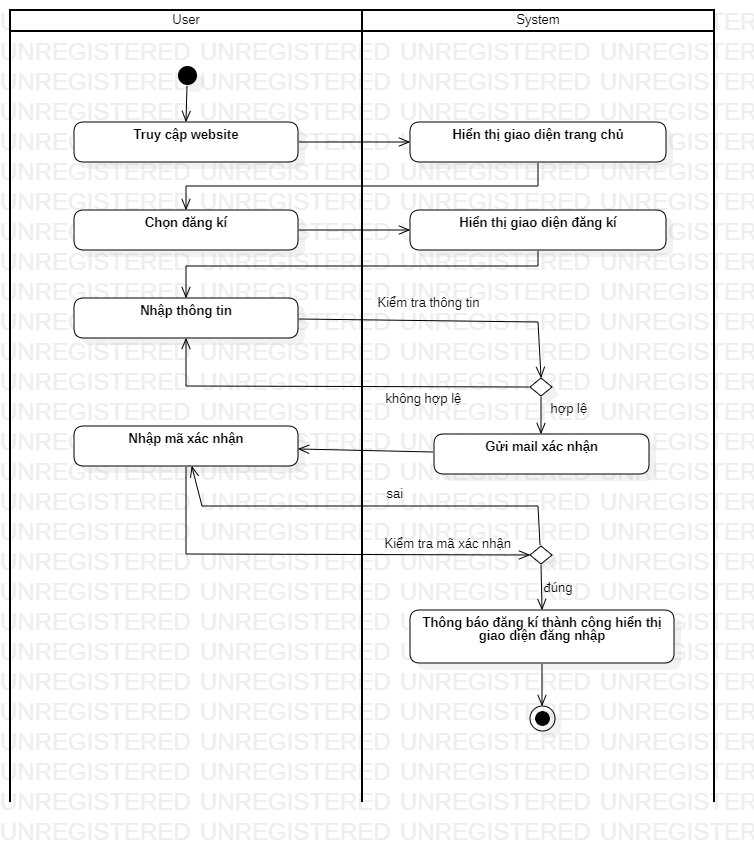 User
System
Truy cập website
Hiển thị giao diện trang chủ
Chọn đăng kí
Hiển thị giao diện đăng kí
Nhập thông tin
Kiểm tra thông tin
không hợp lệ
hợp lệ
Nhập mã xác nhận
Gửi mail xác nhận
sai
Kiểm tra mã xác nhận
đúng
Thông báo đăng kí thành công hiển thị
giao diện đăng nhập
UNREGISTERED